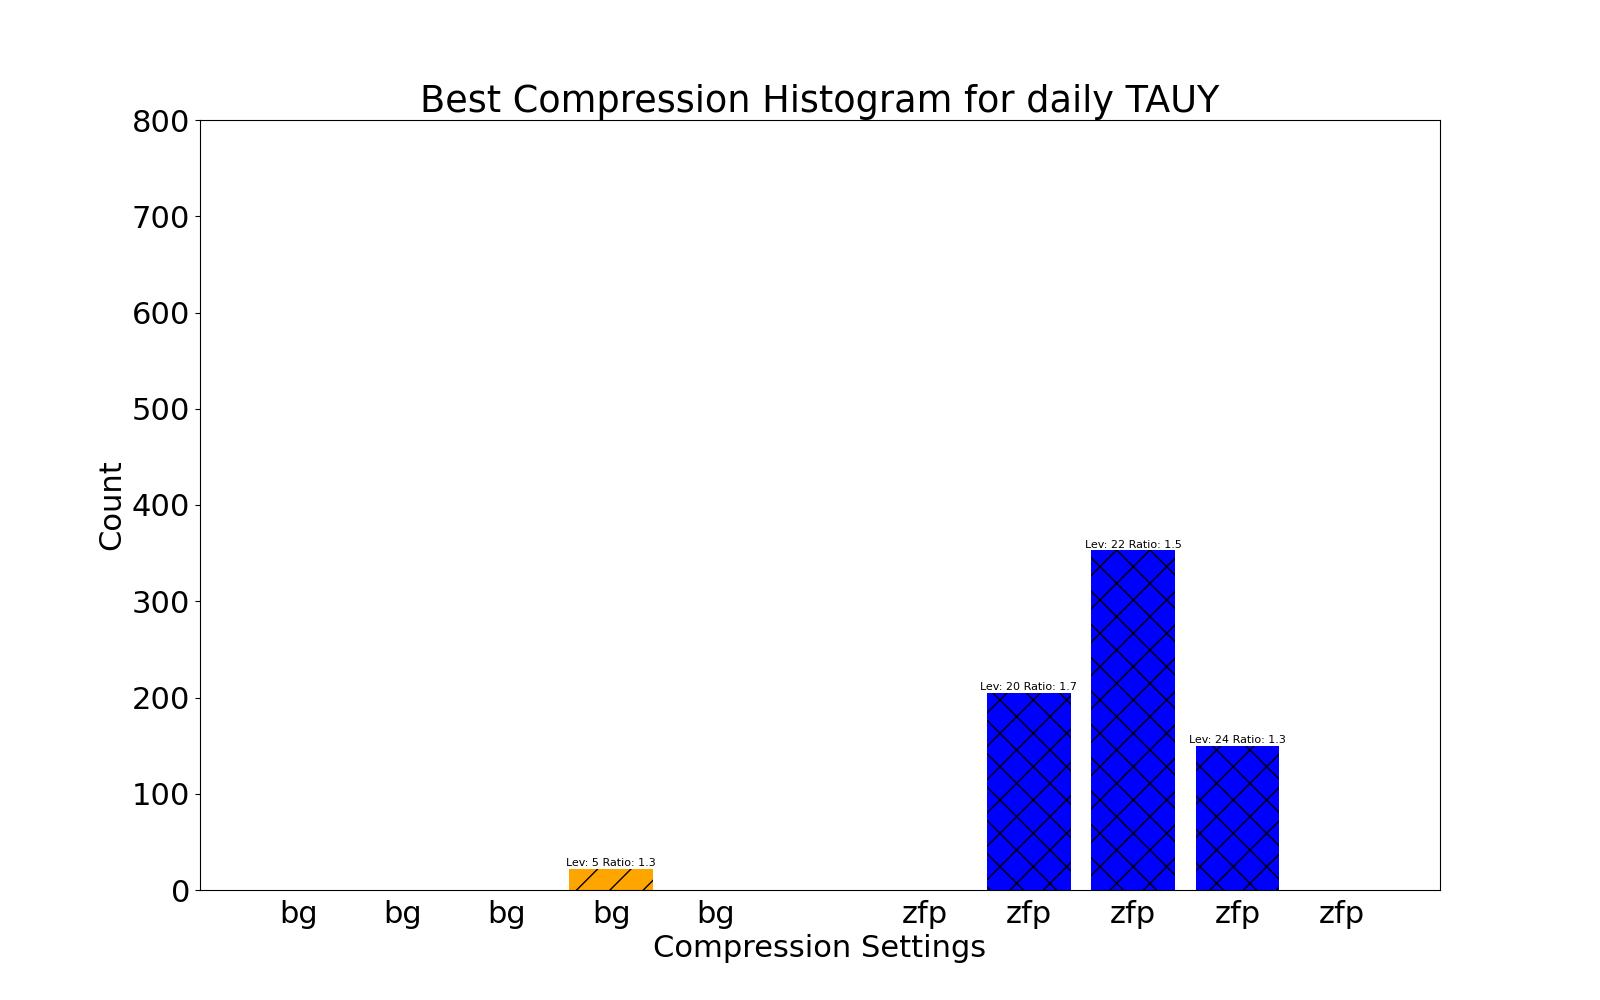 Best Compression Histogram for daily TAUY
800
700
600
500
400
300
200
100
0
Count
Lev: 5 Ratio: 1.3
Lev: 20 Ratio: 1.7
Lev: 22 Ratio: 1.5
Lev: 24 Ratio: 1.3
bg bg bg bg bg zfp zfp zfp zfp zfp
Compression Settings